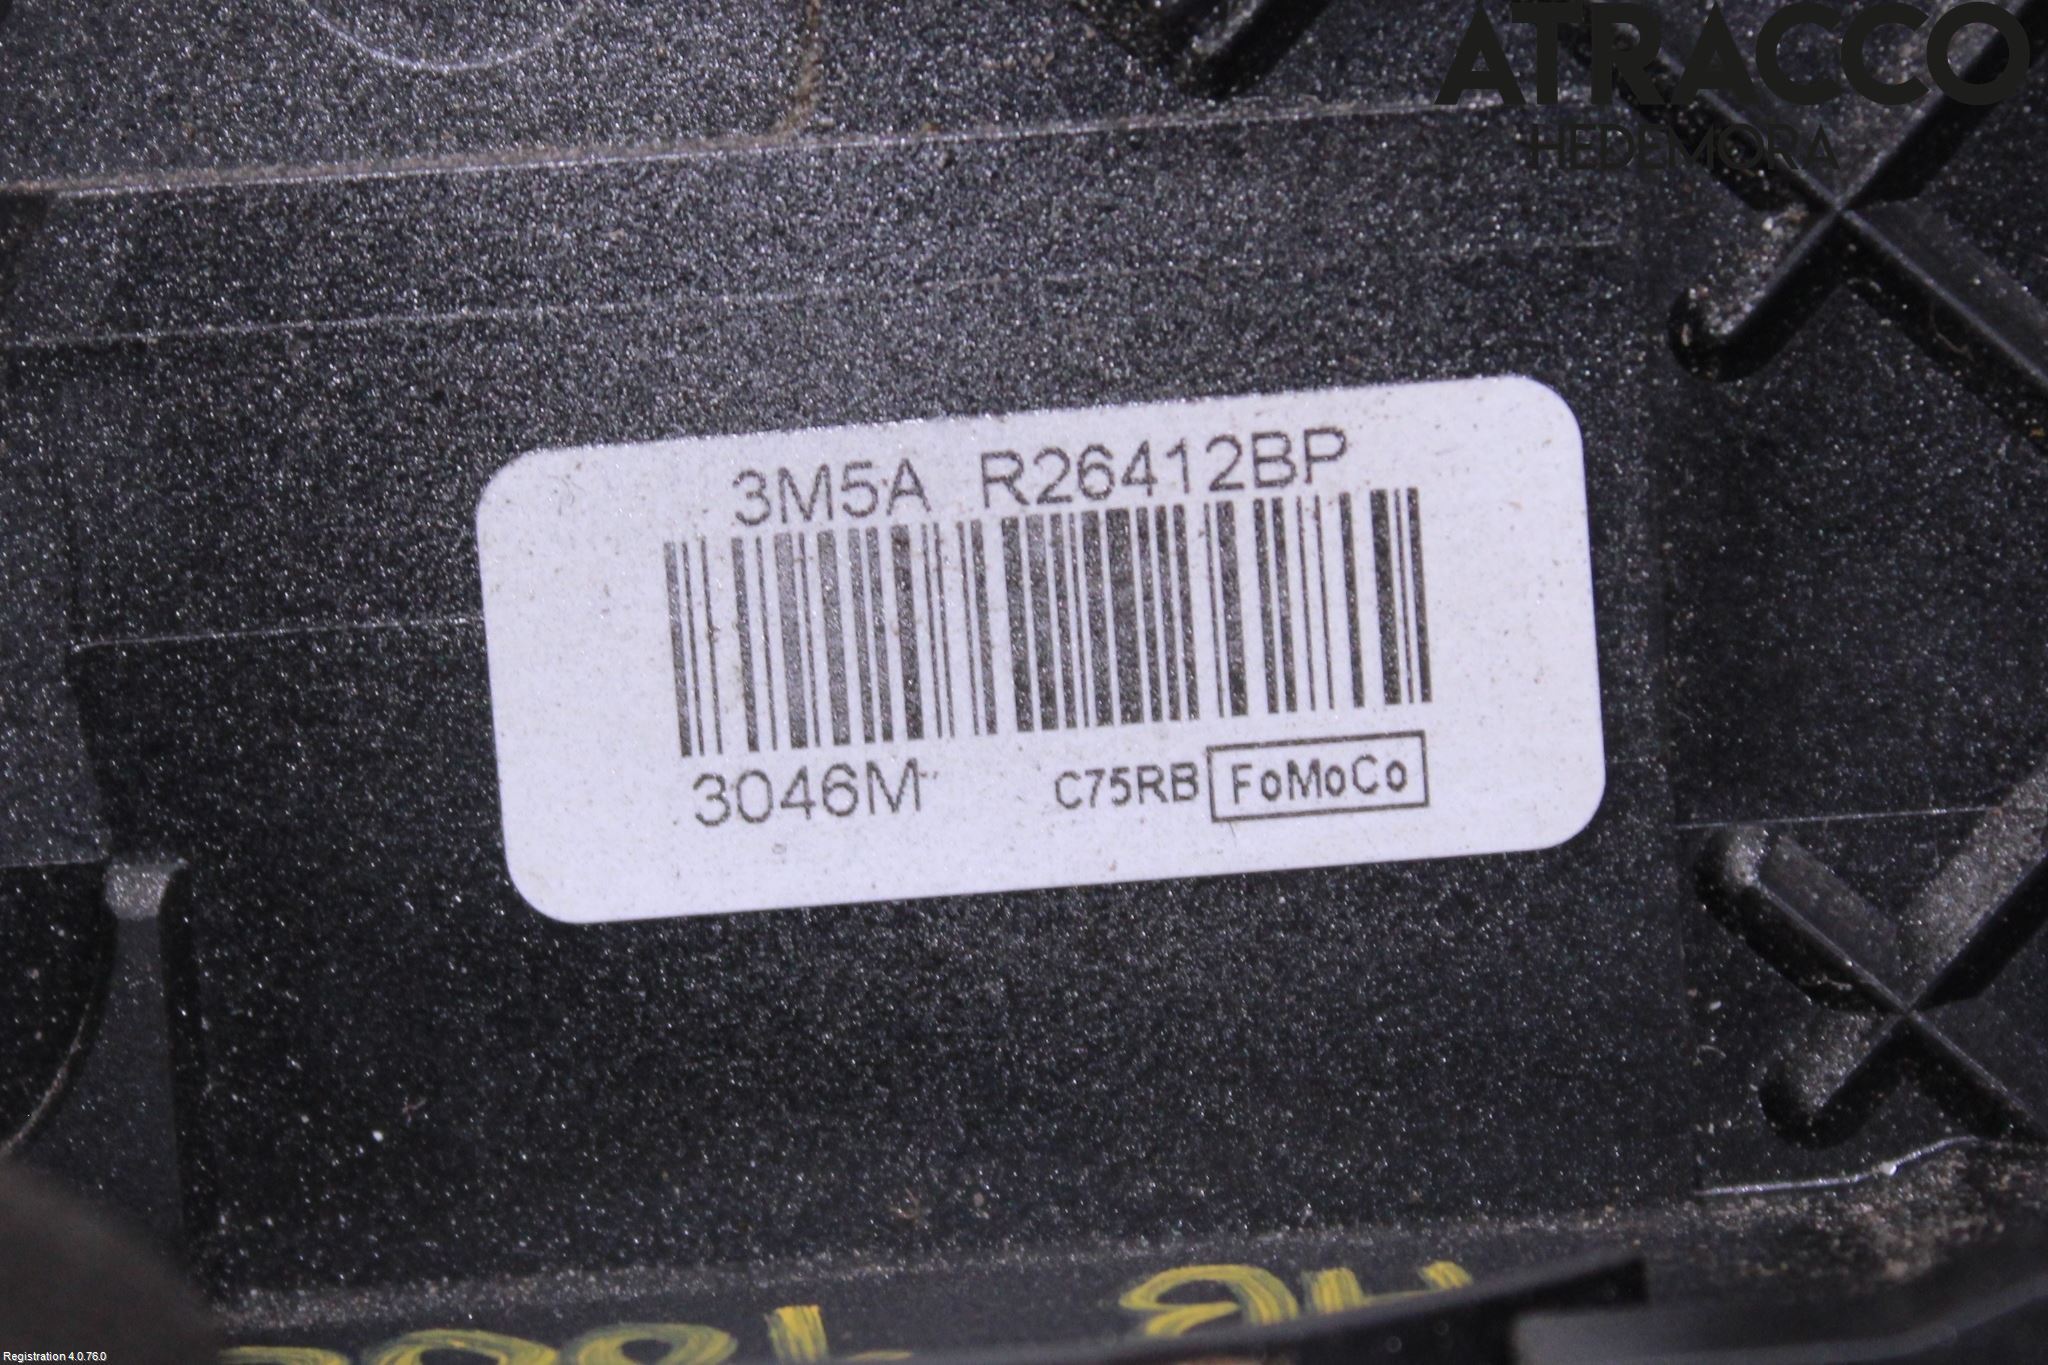 ATRACCO
HEDEMORA
3M5A R26412BP
3046M C75RB FoMoCo
Registration 4.0.76.0